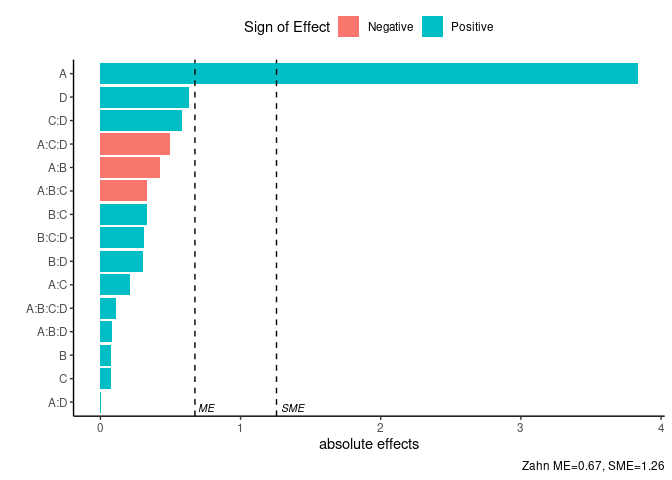 Sign of Effect Negative Positive
A
D
C:D
A:C:D
A:B
A:B:C
B:C
B:C:D
B:D
A:C
A:B:C:D
A:B:D
B
C
A:D
ME SME
0 1 2 3 4
absolute effects
Zahn ME=0.67, SME=1.26